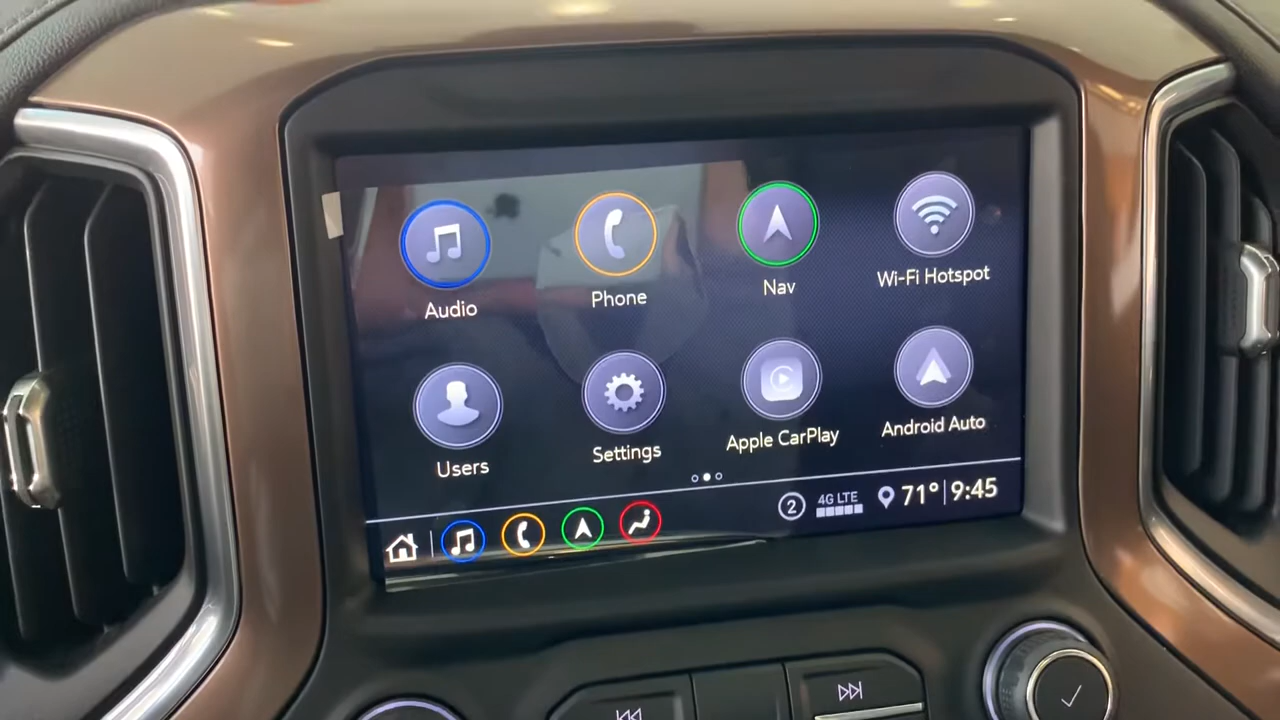 Audio
Phone
Nav
Wi-Fi Hotspot
Users
Settings
Apple CarPlay
Android Auto
2
4G LTE
71°
9:45